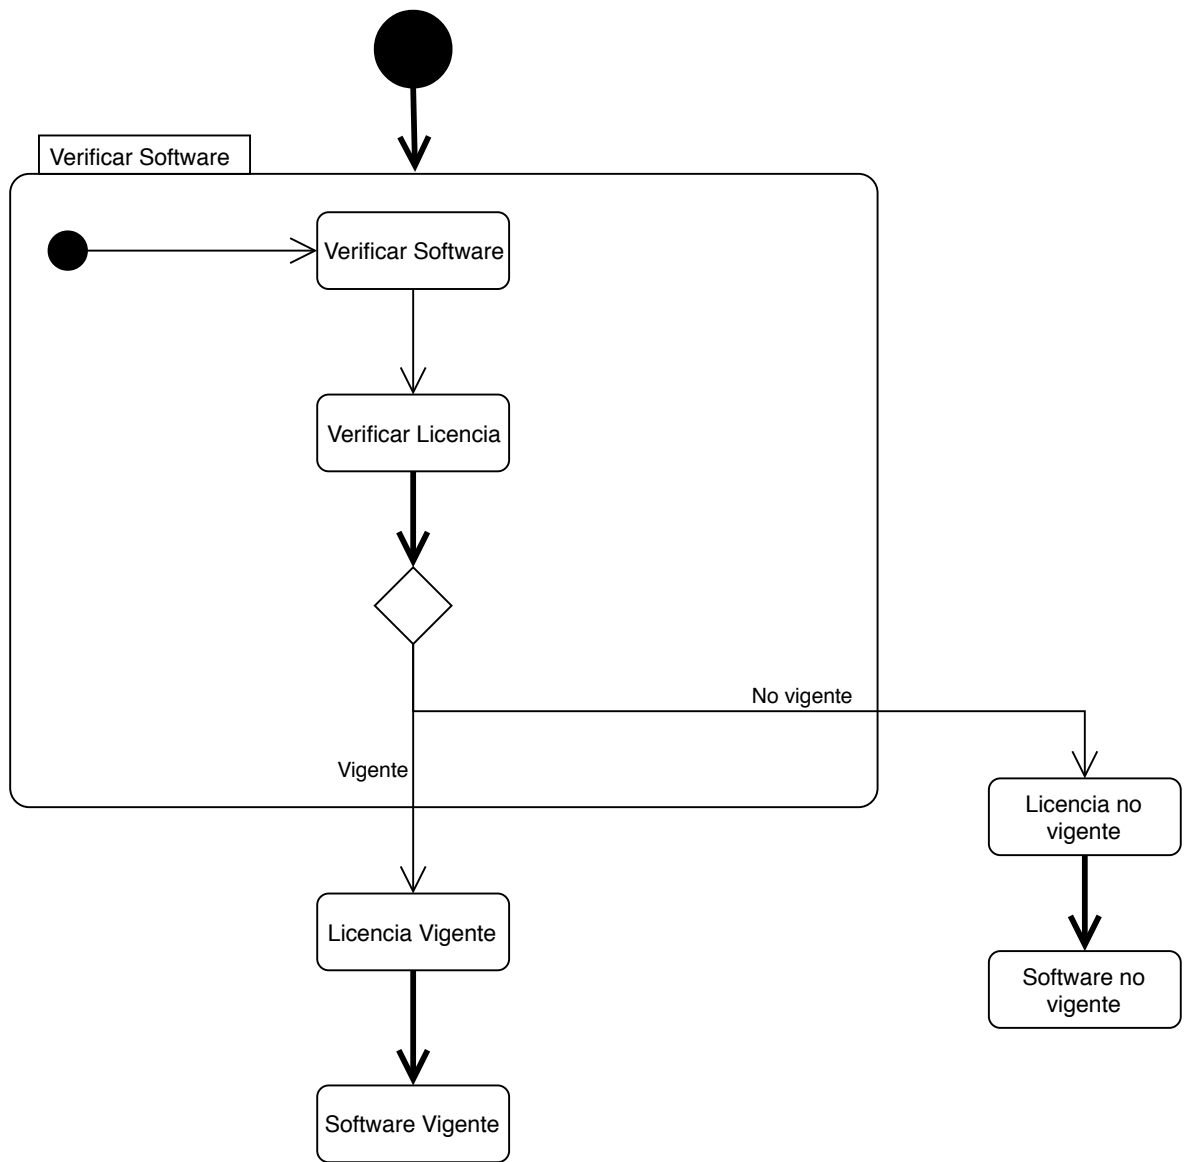 Verificar Software
Verificar Software
Verificar Licencia
No vigente
Vigente
Licencia no
vigente
Licencia Vigente
Software no
vigente
Software Vigente